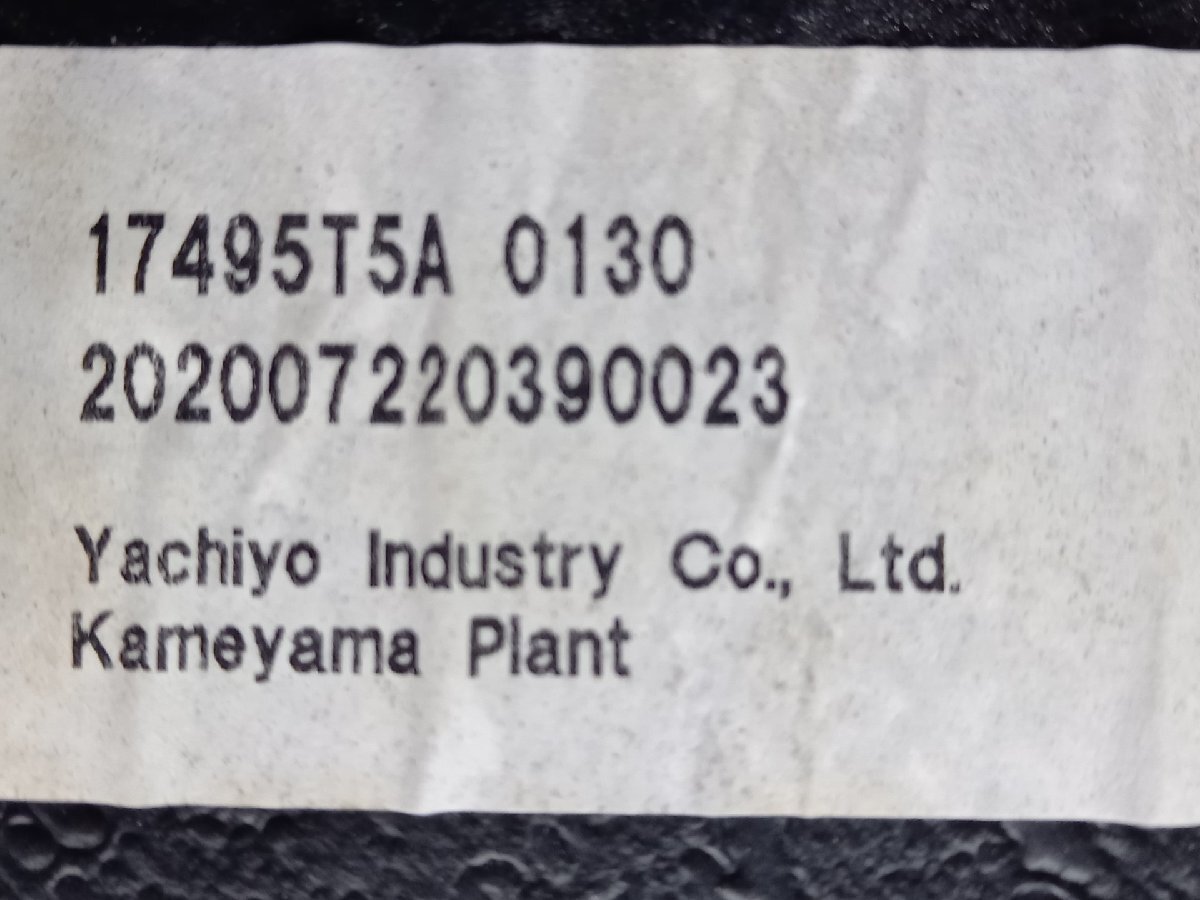 17495T5A 0130
202007220390023
Yachiyo Industry Co., Ltd.
Kameyama Plant